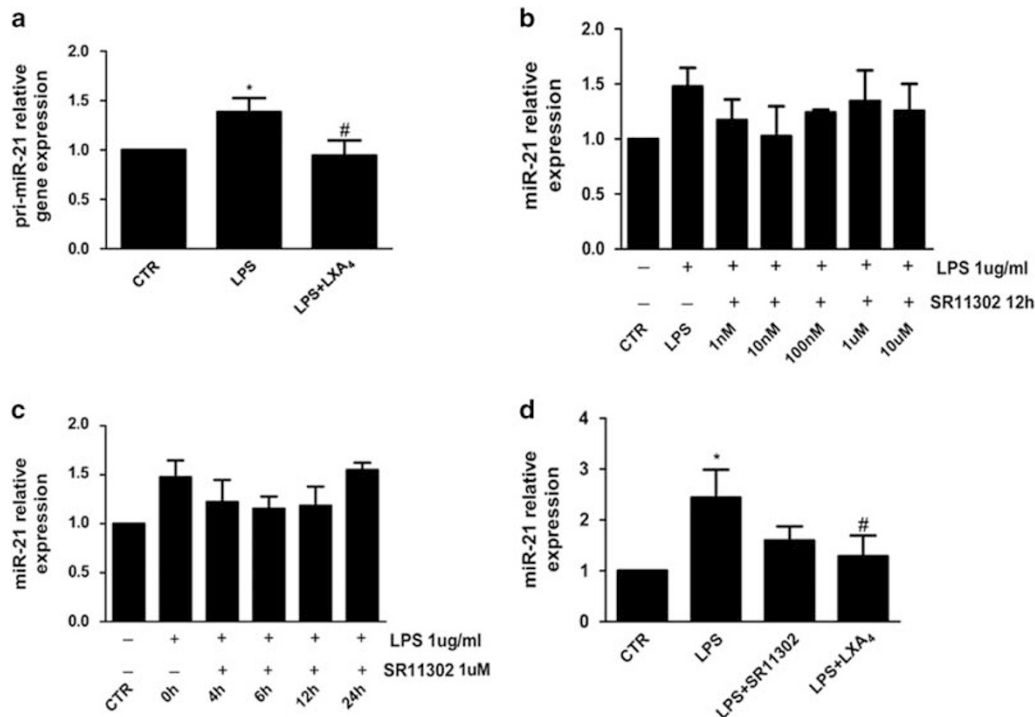 a
pri-miR-21 relative
gene expression
2.0
1.5
1.0
0.5
0.0
*
#
CTR
LPS
LPS+LXA₄
b
miR-21 relative
expression
2.0
1.5
1.0
0.5
0.0
– + + + + + + LPS 1ug/ml
– – + + + + + SR11302 12h
CTR LPS 1nM 10nM 100nM 1uM 10uM
c
miR-21 relative
expression
2.0
1.5
1.0
0.5
0.0
– + + + + + LPS 1ug/ml
– – + + + + SR11302 1uM
CTR 0h 4h 6h 12h 24h
d
miR-21 relative
expression
4
3
2
1
0
*
#
CTR
LPS
LPS+SR11302
LPS+LXA₄